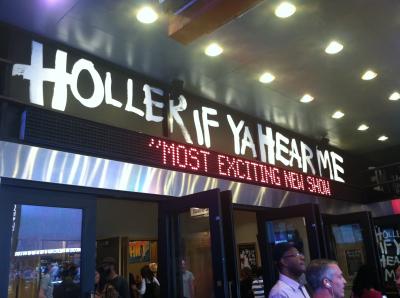 HOLLER IF YA HEAR ME
"MOST EXCITING NEW SHOW